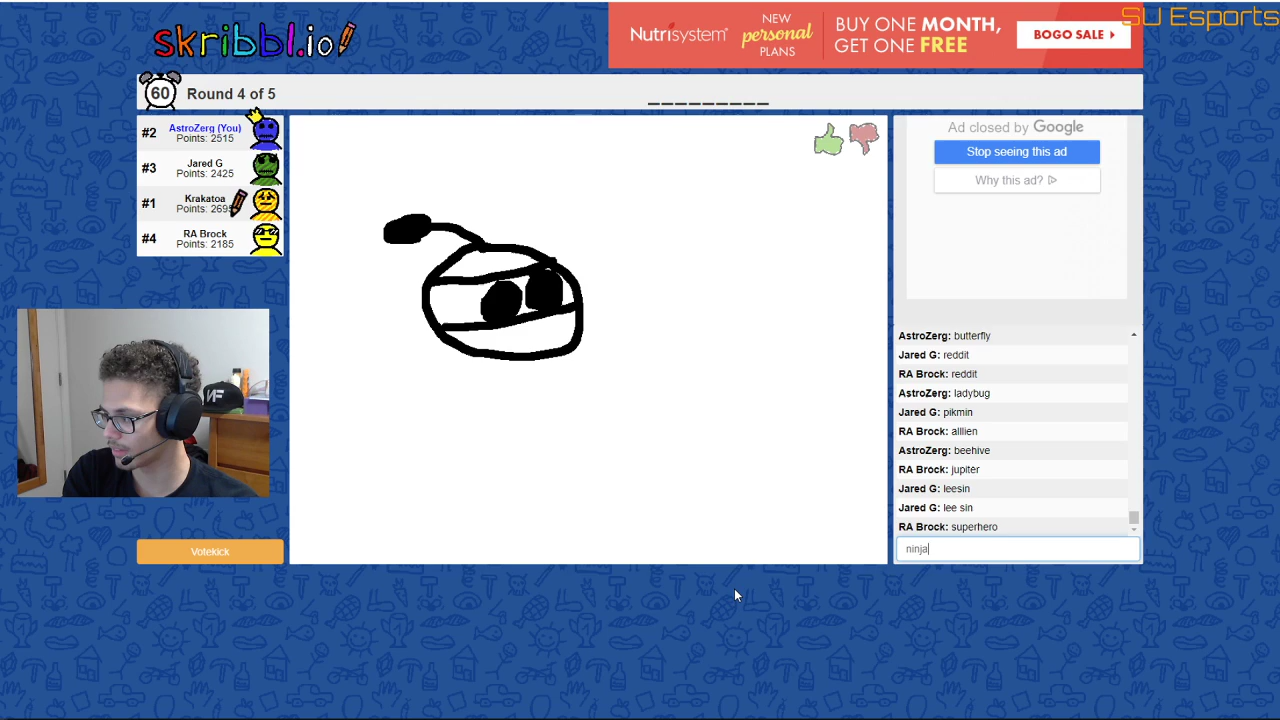 SU Esports
skribbl.io
Nutrisystem®
NEW
personal
PLANS
BUY ONE MONTH,
GET ONE FREE
BOGO SALE
60
Round 4 of 5
_ _ _ _ _ _ _ _ _
#2
AstroZerg (You)
Points: 2515
#3
Jared G
Points: 2425
#1
Krakatoa
Points: 269
#4
RA Brock
Points: 2185
NF
Votekick
Ad closed by Google
Stop seeing this ad
Why this ad?
AstroZerg: butterfly
Jared G: reddit
RA Brock: reddit
AstroZerg: ladybug
Jared G: pikmin
RA Brock: alllien
AstroZerg: beehive
RA Brock: jupiter
Jared G: leesin
Jared G: lee sin
RA Brock: superhero
ninja